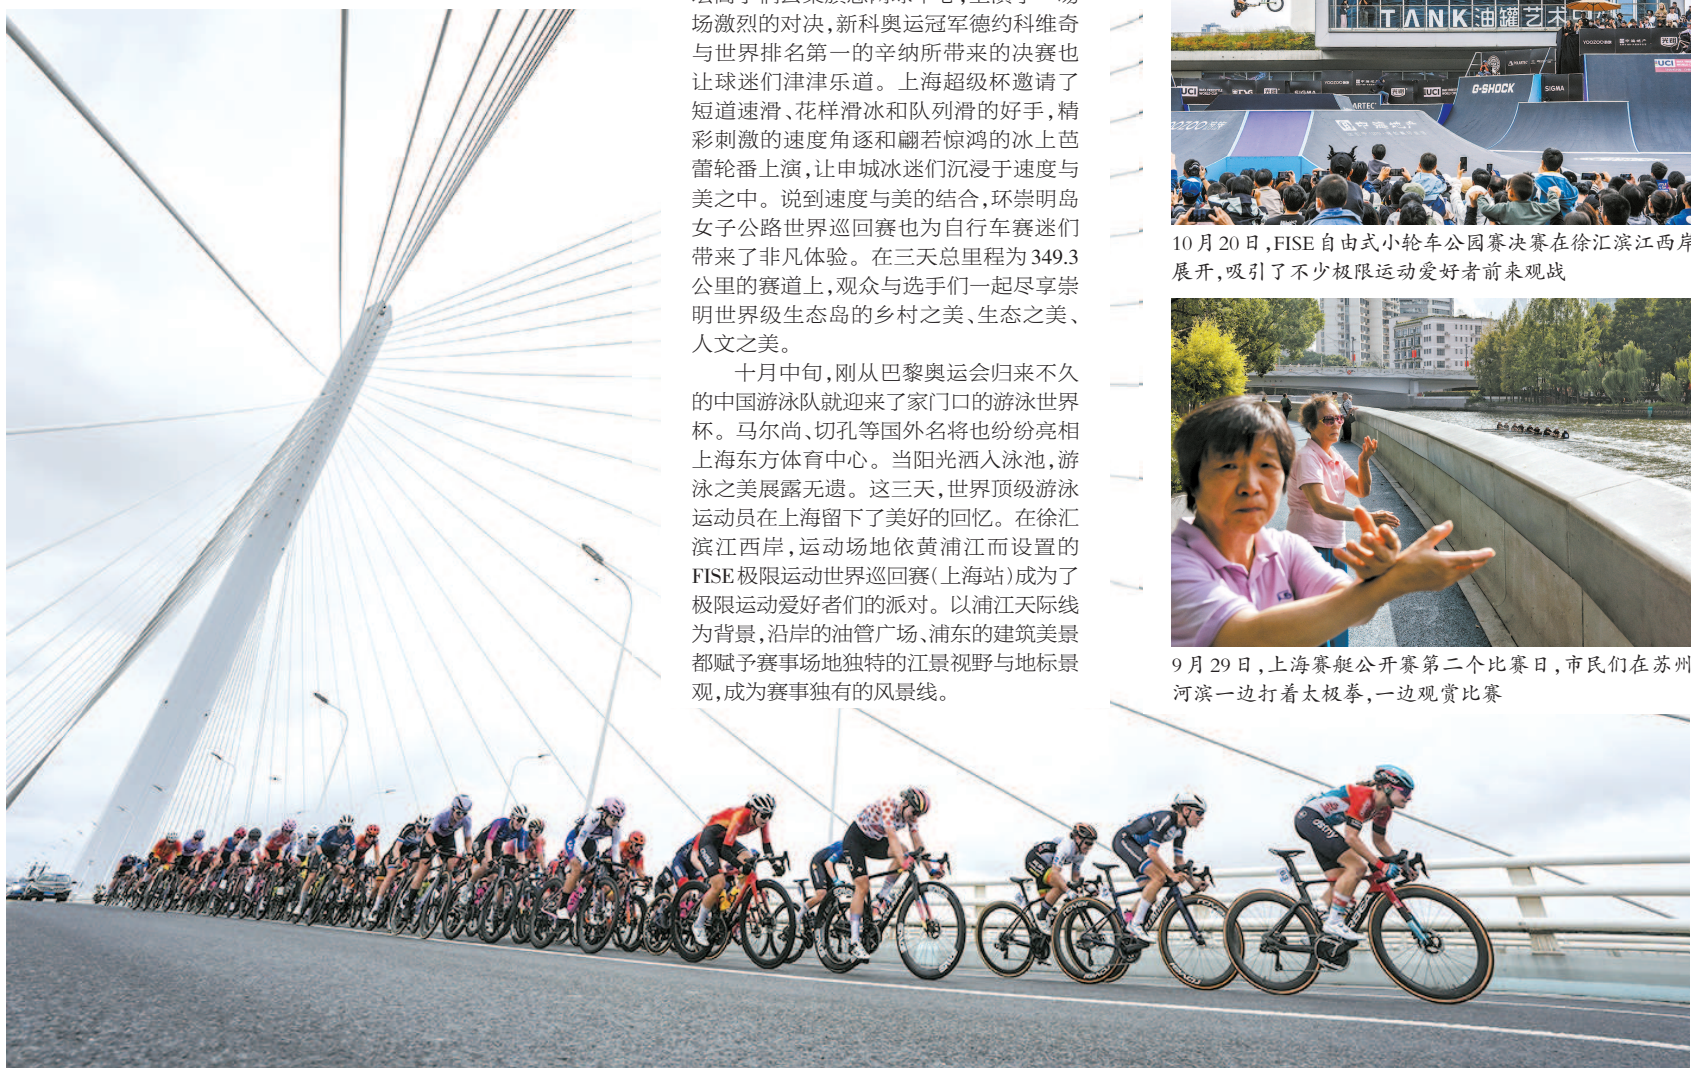 场激烈的对决,新科奥运冠军德约科维奇
与世界排名第一的辛纳所带来的决赛也
让球迷们津津乐道。上海超级杯邀请了
短道速滑、花样滑冰和队列滑的好手,精
彩刺激的速度角逐和翩若惊鸿的冰上芭
蕾轮番上演,让申城冰迷们沉浸于速度与
美之中。说到速度与美的结合,环崇明岛
女子公路世界巡回赛也为自行车赛迷们
带来了非凡体验。在三天总里程为349.3
公里的赛道上,观众与选手们一起尽享崇
明世界级生态岛的乡村之美、生态之美、
人文之美。
十月中旬,刚从巴黎奥运会归来不久
的中国游泳队就迎来了家门口的游泳世界
杯。马尔尚、切孔等国外名将也纷纷亮相
上海东方体育中心。当阳光洒入泳池,游
泳之美展露无遗。这三天,世界顶级游泳
运动员在上海留下了美好的回忆。在徐汇
滨江西岸,运动场地依黄浦江而设置的
FISE极限运动世界巡回赛(上海站)成为了
极限运动爱好者们的派对。以浦江天际线
为背景,沿岸的油管广场、浦东的建筑美景
都赋予赛事场地独特的江景视野与地标景
观,成为赛事独有的风景线。
TANK油罐艺术
YOOZOO
UCI
G-SHOCK
SIGMA
UCI
UCI
ARTEC
10月20日,FISE自由式小轮车公园赛决赛在徐汇滨江西岸
展开,吸引了不少极限运动爱好者前来观战
9月29日,上海赛艇公开赛第二个比赛日,市民们在苏州
河滨一边打着太极拳,一边观赏比赛